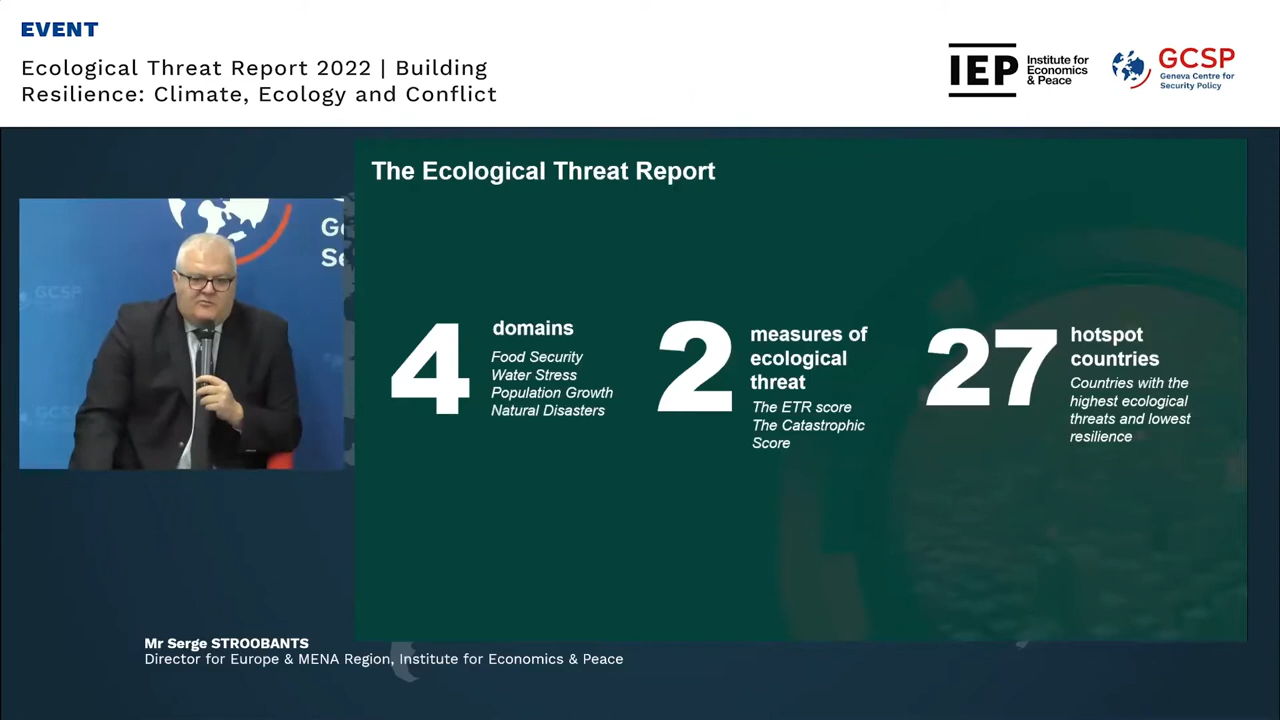 EVENT
Ecological Threat Report 2022 | Building
Resilience: Climate, Ecology and Conflict
IEP
Institute for
Economics
& Peace
GCSP
Geneva Centre for
Security Policy
The Ecological Threat Report
4
domains
Food Security
Water Stress
Population Growth
Natural Disasters
2
measures of
ecological
threat
The ETR score
The Catastrophic
Score
27
hotspot
countries
Countries with the
highest ecological
threats and lowest
resilience
GCSP
Mr Serge STROOBANTS
Director for Europe & MENA Region, Institute for Economics & Peace